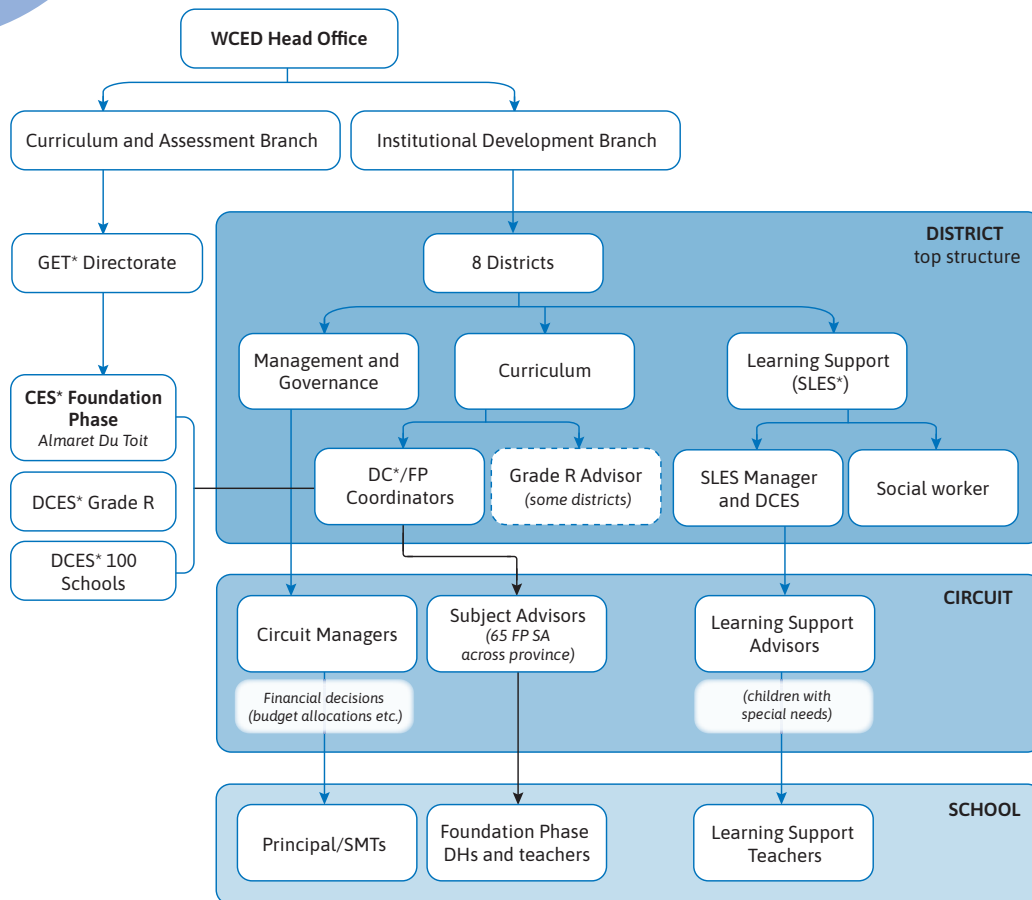 WCED Head Office
Curriculum and Assessment Branch
Institutional Development Branch
DISTRICT
top structure
GET* Directorate
8 Districts
Management and
Governance
Curriculum
Learning Support
(SLES*)
CES* Foundation
Phase
Almaret Du Toit
DC*/FP
Coordinators
Grade R Advisor
(some districts)
SLES Manager
and DCES
Social worker
DCES* Grade R
DCES* 100
Schools
CIRCUIT
Circuit Managers
Subject Advisors
(65 FP SA
across province)
Learning Support
Advisors
Financial decisions
(budget allocations etc.)
(children with
special needs)
SCHOOL
Principal/SMTs
Foundation Phase
DHs and teachers
Learning Support
Teachers